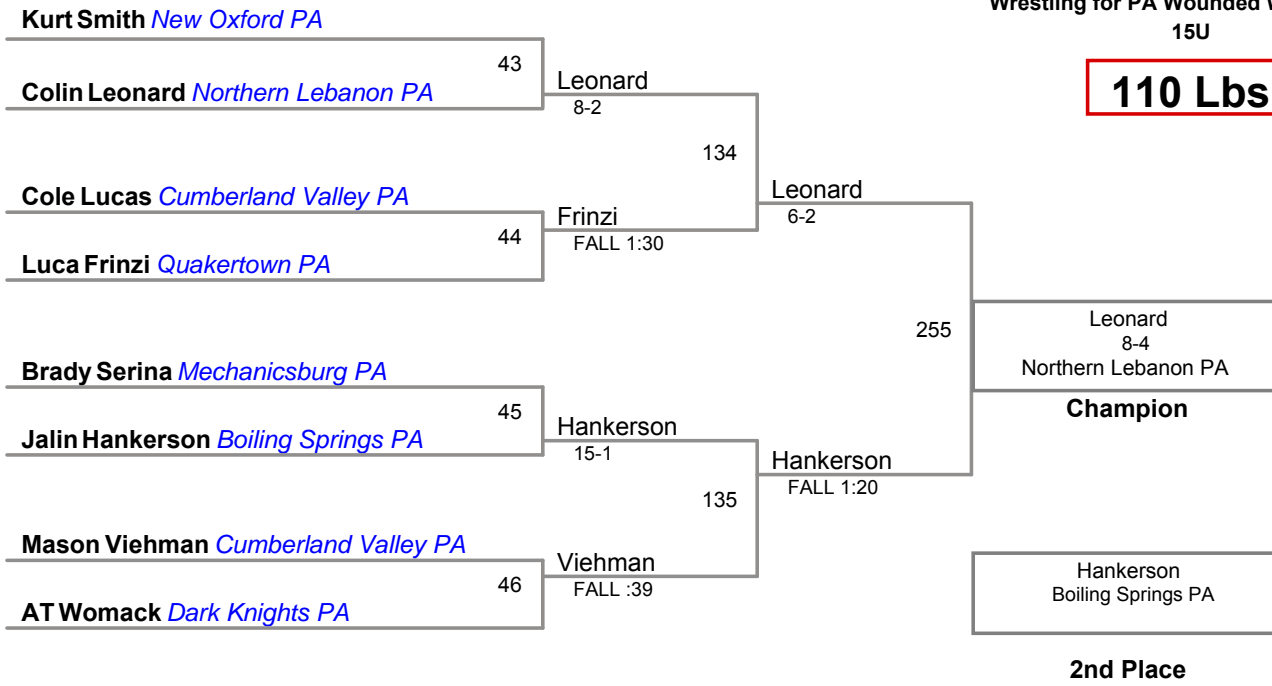 Wrestling for PA Wounded
15U
110 Lbs
Kurt Smith New Oxford PA
43
Colin Leonard Northern Lebanon PA
Leonard
8-2
134
Cole Lucas Cumberland Valley PA
44
Luca Frinzi Quakertown PA
Frinzi
FALL 1:30
Leonard
6-2
255
Brady Serina Mechanicsburg PA
45
Jalin Hankerson Boiling Springs PA
Hankerson
15-1
135
Mason Viehman Cumberland Valley PA
46
AT Womack Dark Knights PA
Viehman
FALL :39
Hankerson
FALL 1:20
Leonard
8-4
Northern Lebanon PA
Champion
Hankerson
Boiling Springs PA
2nd Place